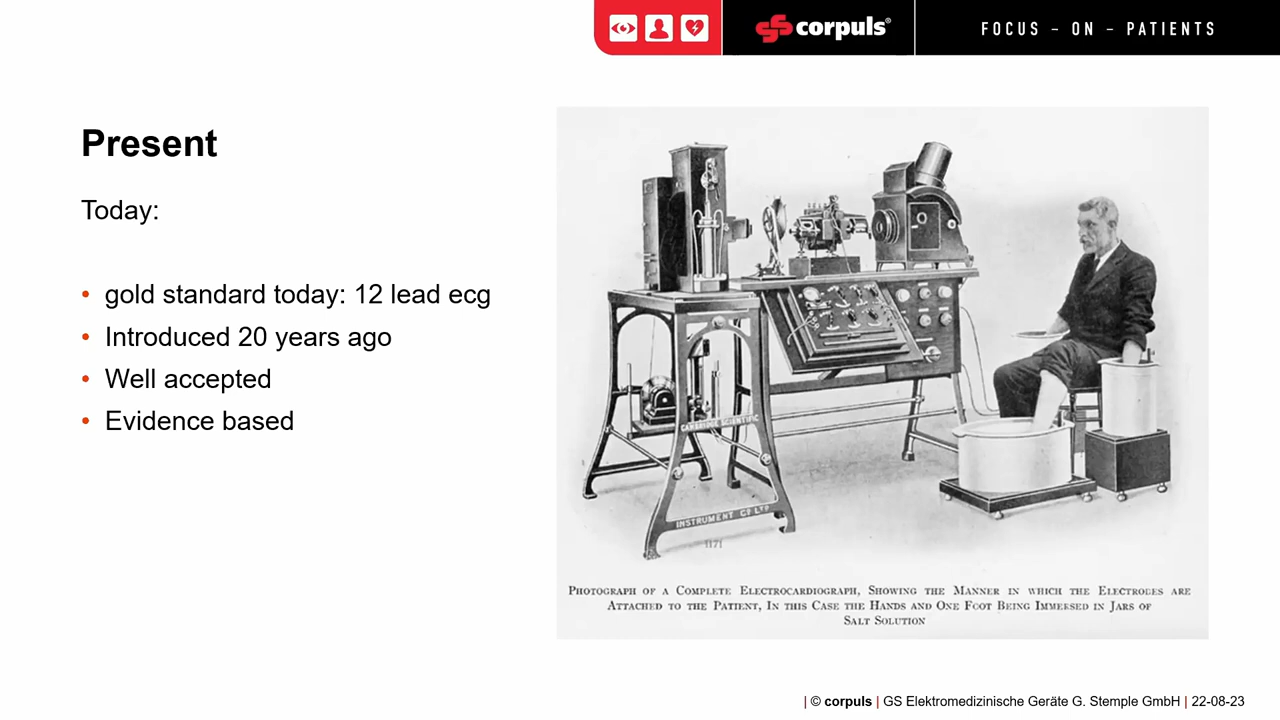 corpuls®
FOCUS – ON – PATIENTS
Present
Today:
• gold standard today: 12 lead ecg
• Introduced 20 years ago
• Well accepted
• Evidence based
CAMBRIDGE SCIENTIFIC
INSTRUMENT Co LTD
1171
PHOTOGRAPH OF A COMPLETE ELECTROCARDIOGRAPH, SHOWING THE MANNER IN WHICH THE ELECTRODES ARE
ATTACHED TO THE PATIENT, IN THIS CASE THE HANDS AND ONE FOOT BEING IMMERSED IN JARS OF
SALT SOLUTION
| © corpuls | GS Elektromedizinische Geräte G. Stemple GmbH | 22-08-23